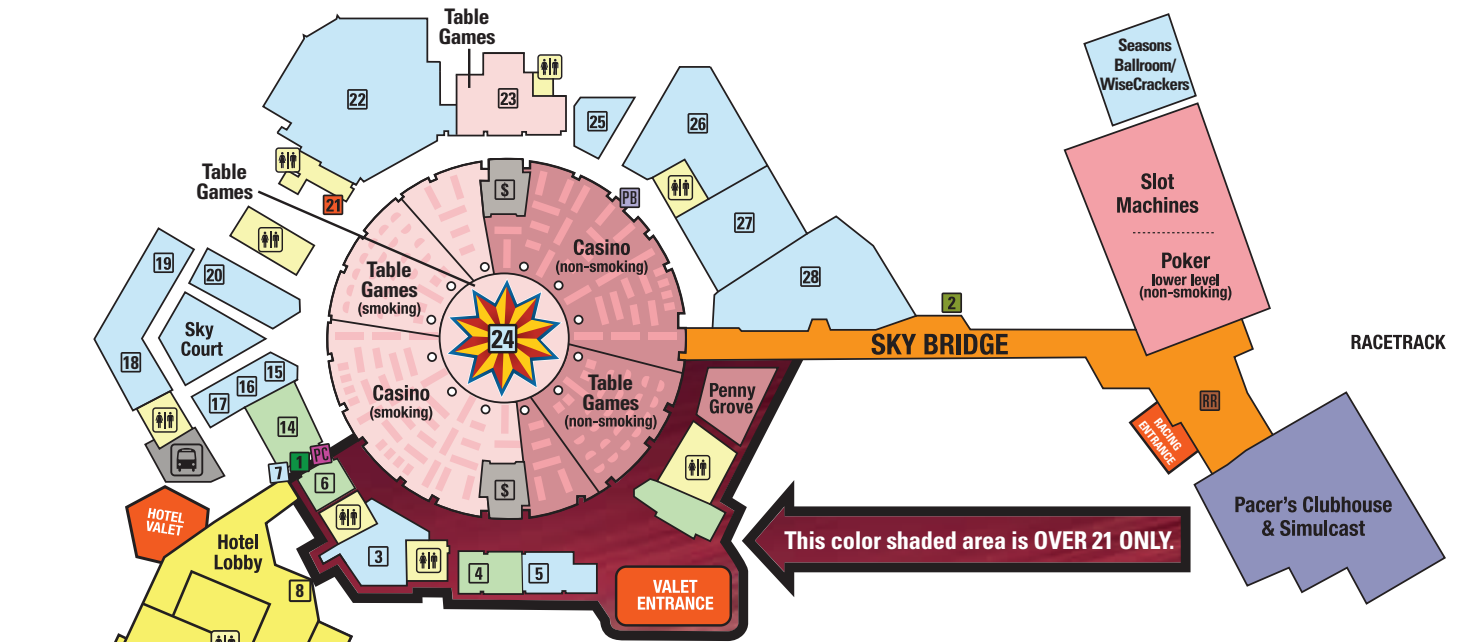 Table
Games
22
23
25
26
Seasons
Ballroom/
WiseCrackers
Table
Games
21
$
PB
27
28
2
Slot
Machines
Poker
lower level
(non-smoking)
19
20
Sky
Court
18
15
16
17
14
Table
Games
(smoking)
Casino
(non-smoking)
24
Casino
(smoking)
Table
Games
(non-smoking)
Penny
Grove
SKY BRIDGE
RACETRACK
RR
RACING
ENTRANCE
Pacer's Clubhouse
& Simulcast
7
1
PC
6
$
HOTEL
VALET
Hotel
Lobby
8
3
4
5
VALET
ENTRANCE
This color shaded area is OVER 21 ONLY.